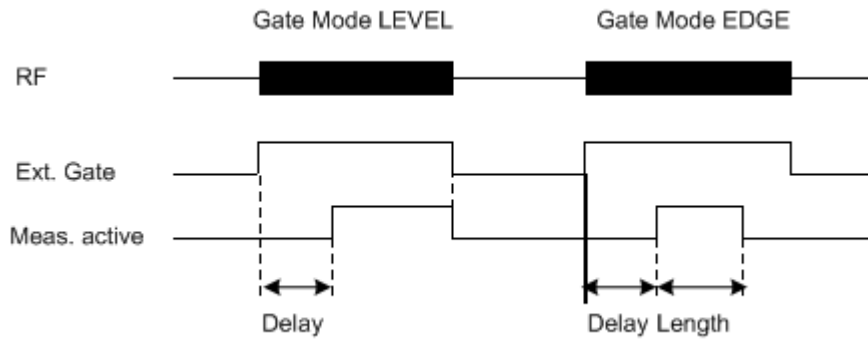 Gate Mode LEVEL Gate Mode EDGE
RF
Ext. Gate
Meas. active
Delay Delay Length